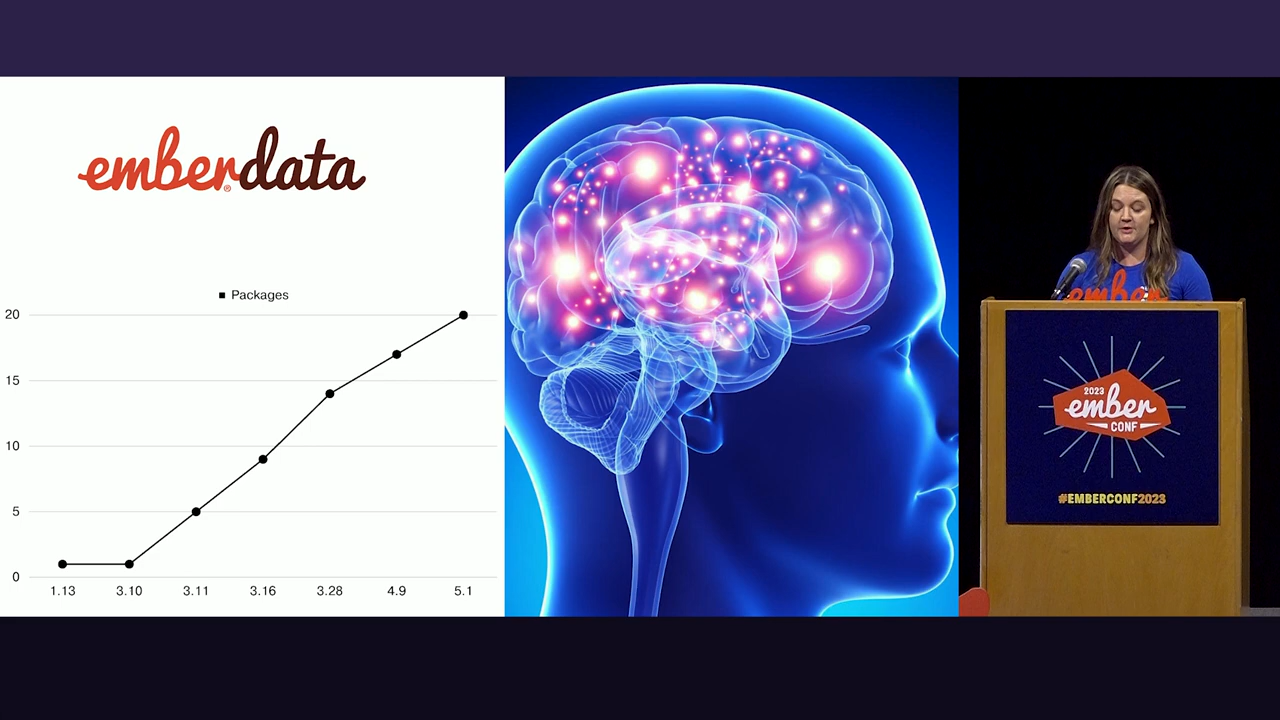 emberdata
Packages
20
15
10
5
0
1.13 3.10 3.11 3.16 3.28 4.9 5.1
ember
2023
ember
CONF
#EMBERCONF2023